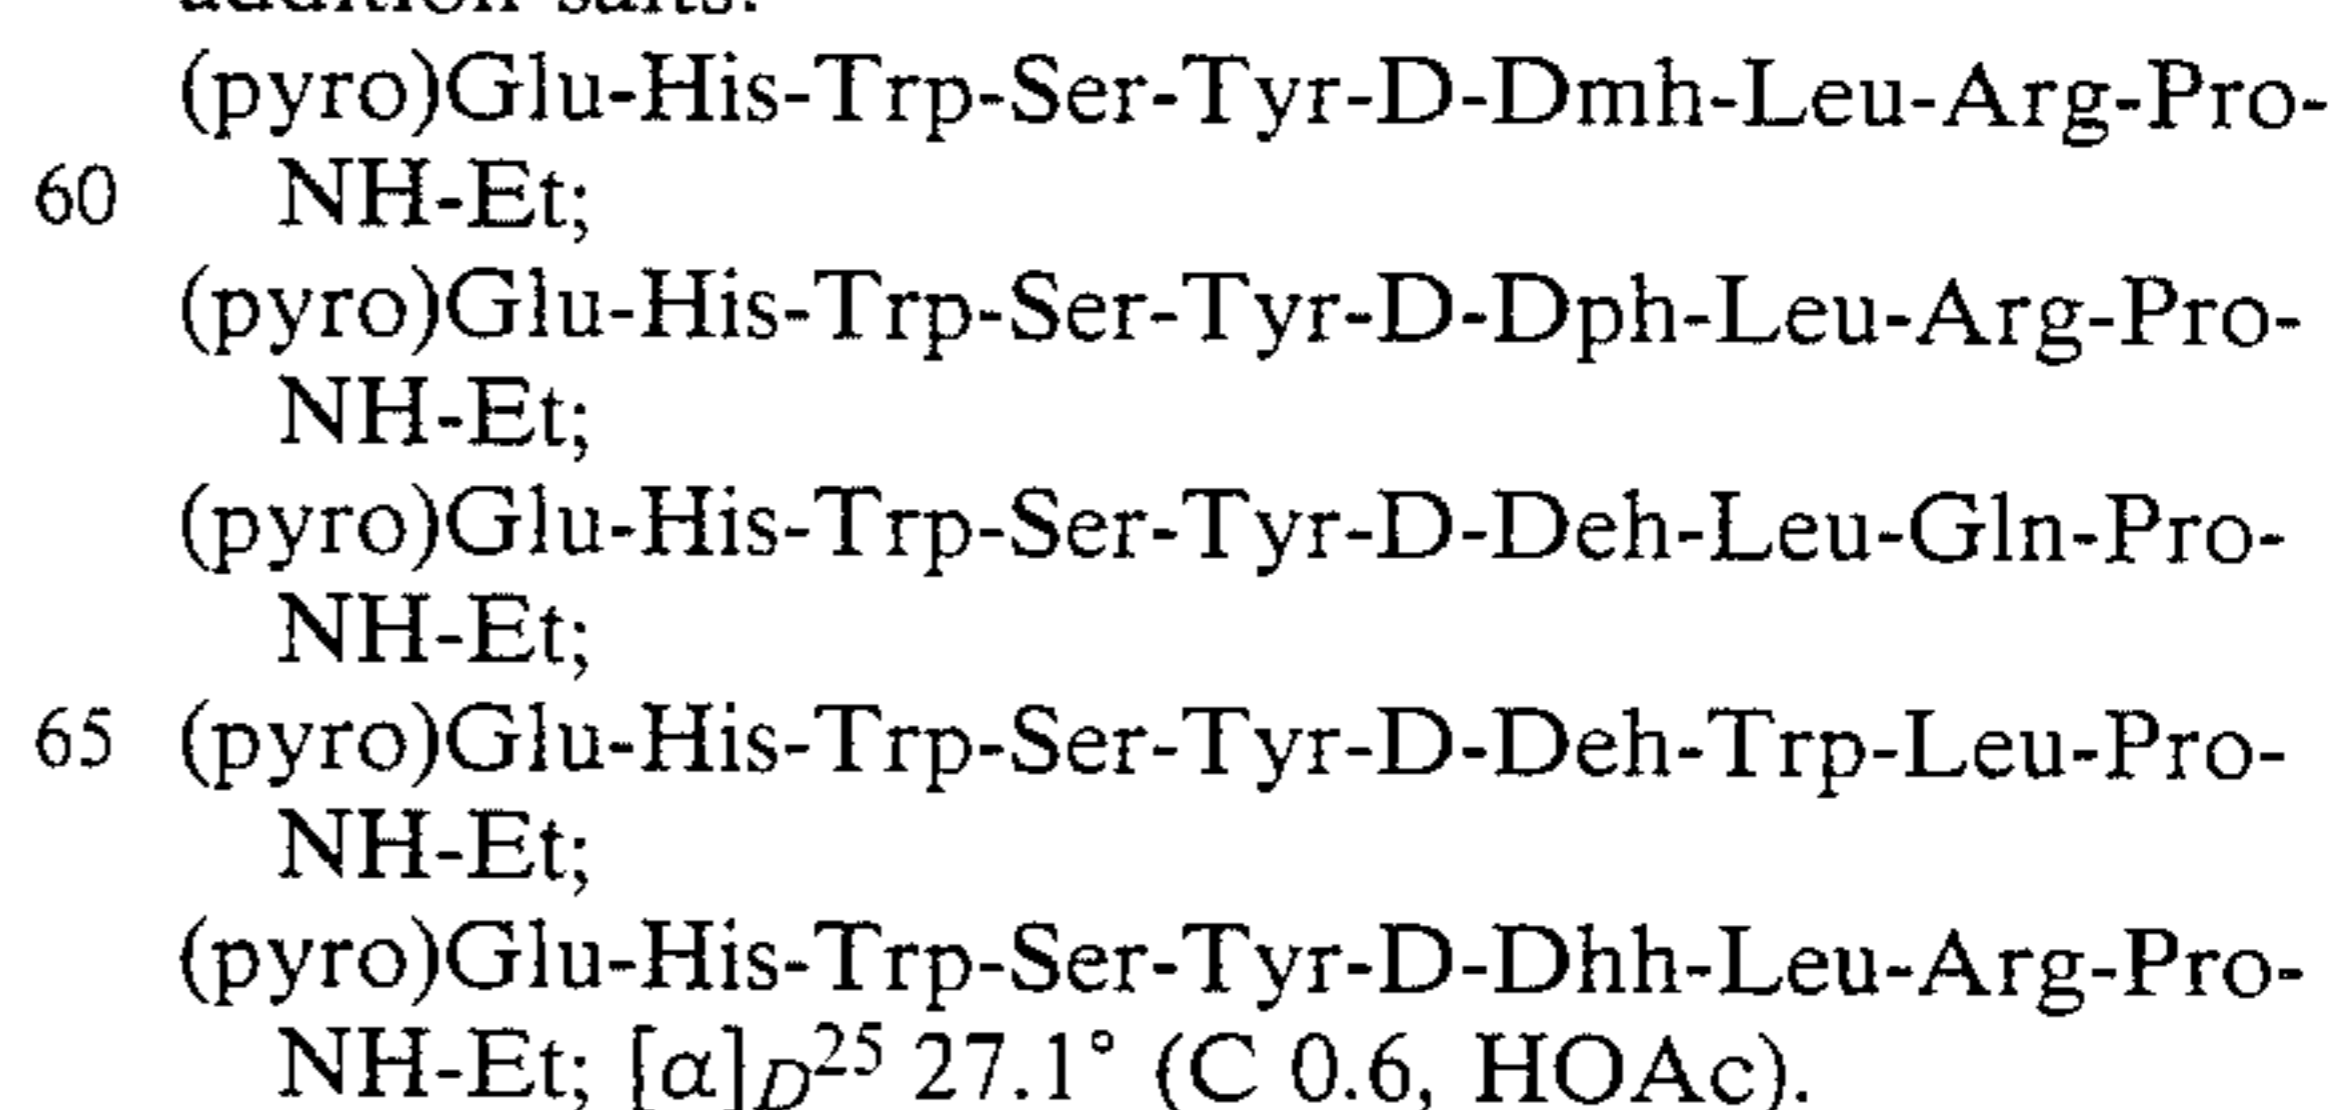 addition salts:
(pyro)Glu-His-Trp-Ser-Tyr-D-Dmh-Leu-Arg-Pro-
60 NH-Et;
(pyro)Glu-His-Trp-Ser-Tyr-D-Dph-Leu-Arg-Pro-
NH-Et;
(pyro)Glu-His-Trp-Ser-Tyr-D-Deh-Leu-Gln-Pro-
NH-Et;
65 (pyro)Glu-His-Trp-Ser-Tyr-D-Deh-Trp-Leu-Pro-
NH-Et;
(pyro)Glu-His-Trp-Ser-Tyr-D-Dhh-Leu-Arg-Pro-
NH-Et; [α]D25 27.1° (C 0.6, HOAc).